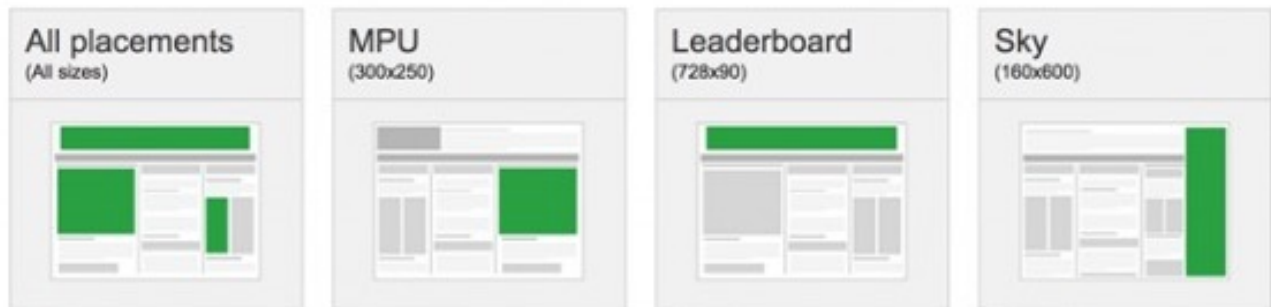 All placements
(All sizes)
MPU
(300x250)
Leaderboard
(728x90)
Sky
(160x600)